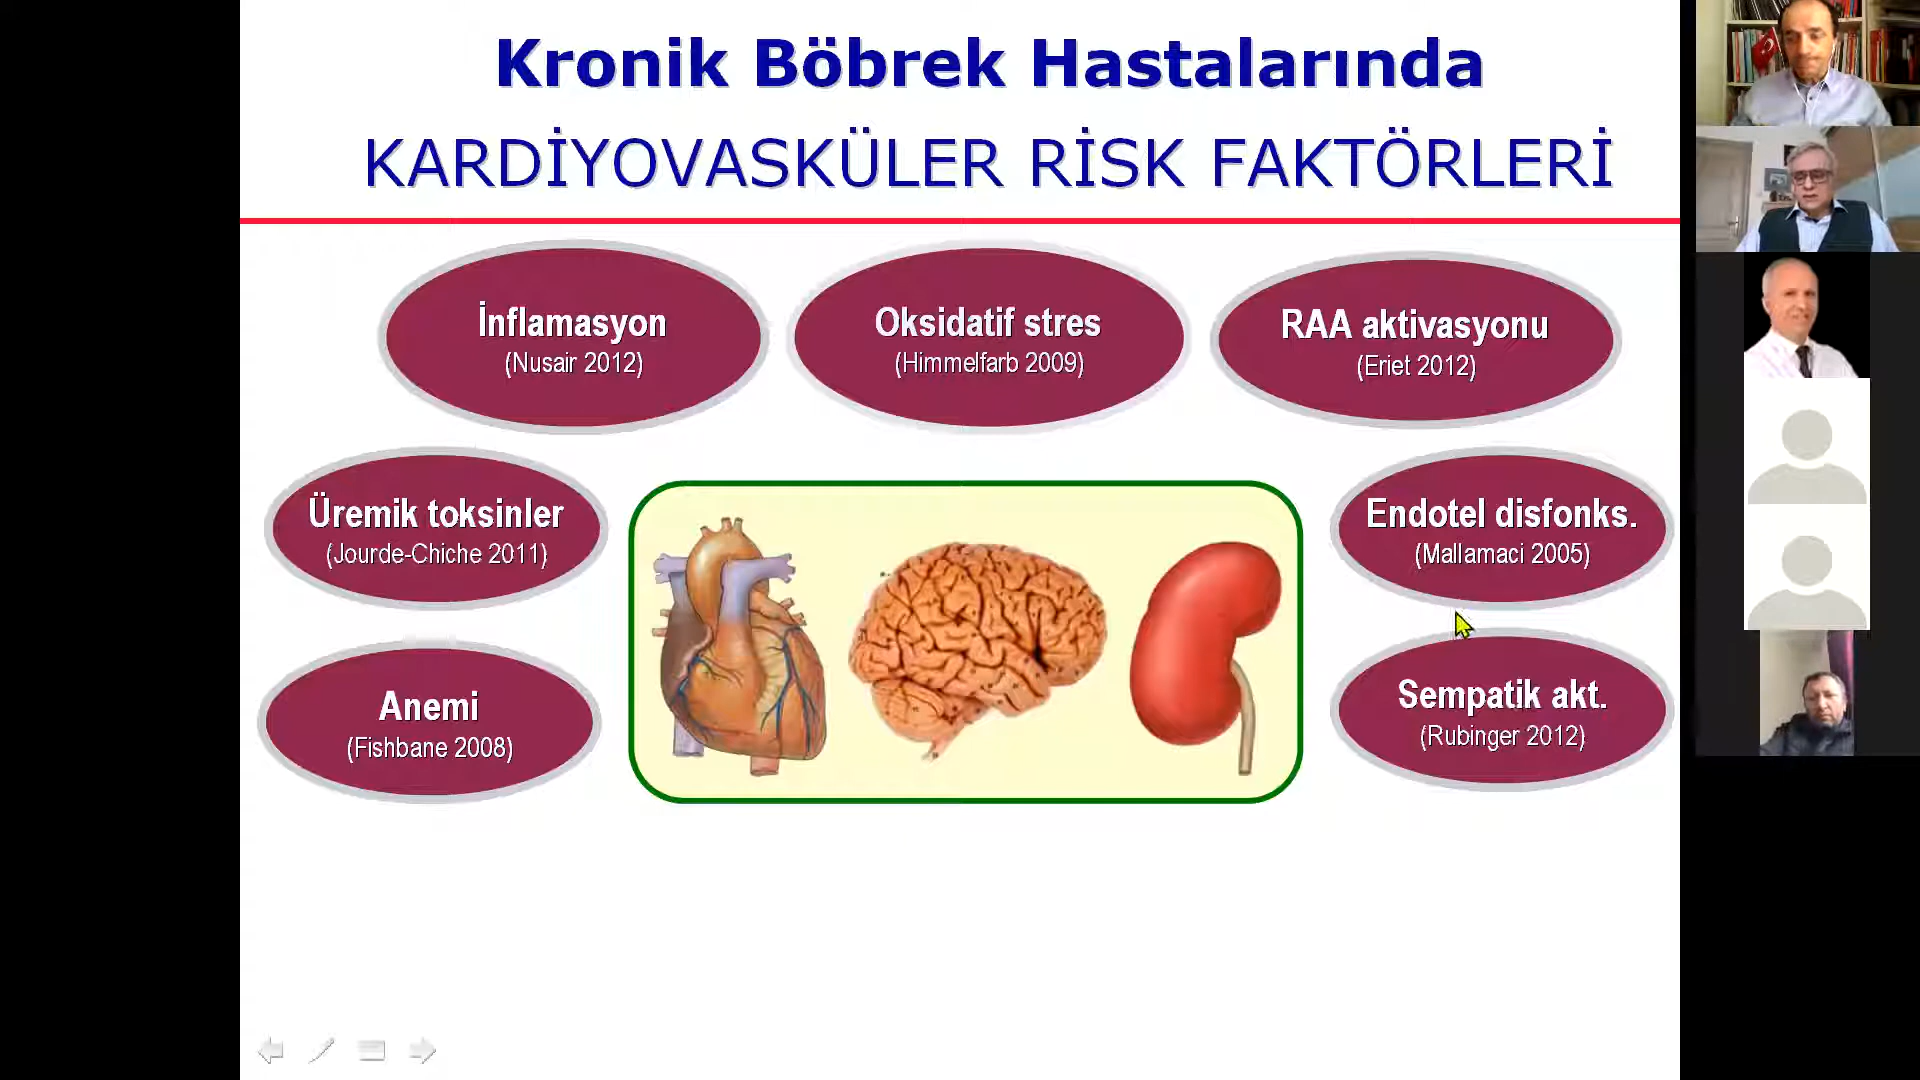 Kronik Böbrek Hastalarında
KARDİYOVASKÜLER RİSK FAKTÖRLERİ
İnflamasyon
(Nusair 2012)
Oksidatif stres
(Himmelfarb 2009)
RAA aktivasyonu
(Eriet 2012)
Üremik toksinler
(Jourde-Chiche 2011)
Endotel disfonks.
(Mallamaci 2005)
Anemi
(Fishbane 2008)
Sempatik akt.
(Rubinger 2012)